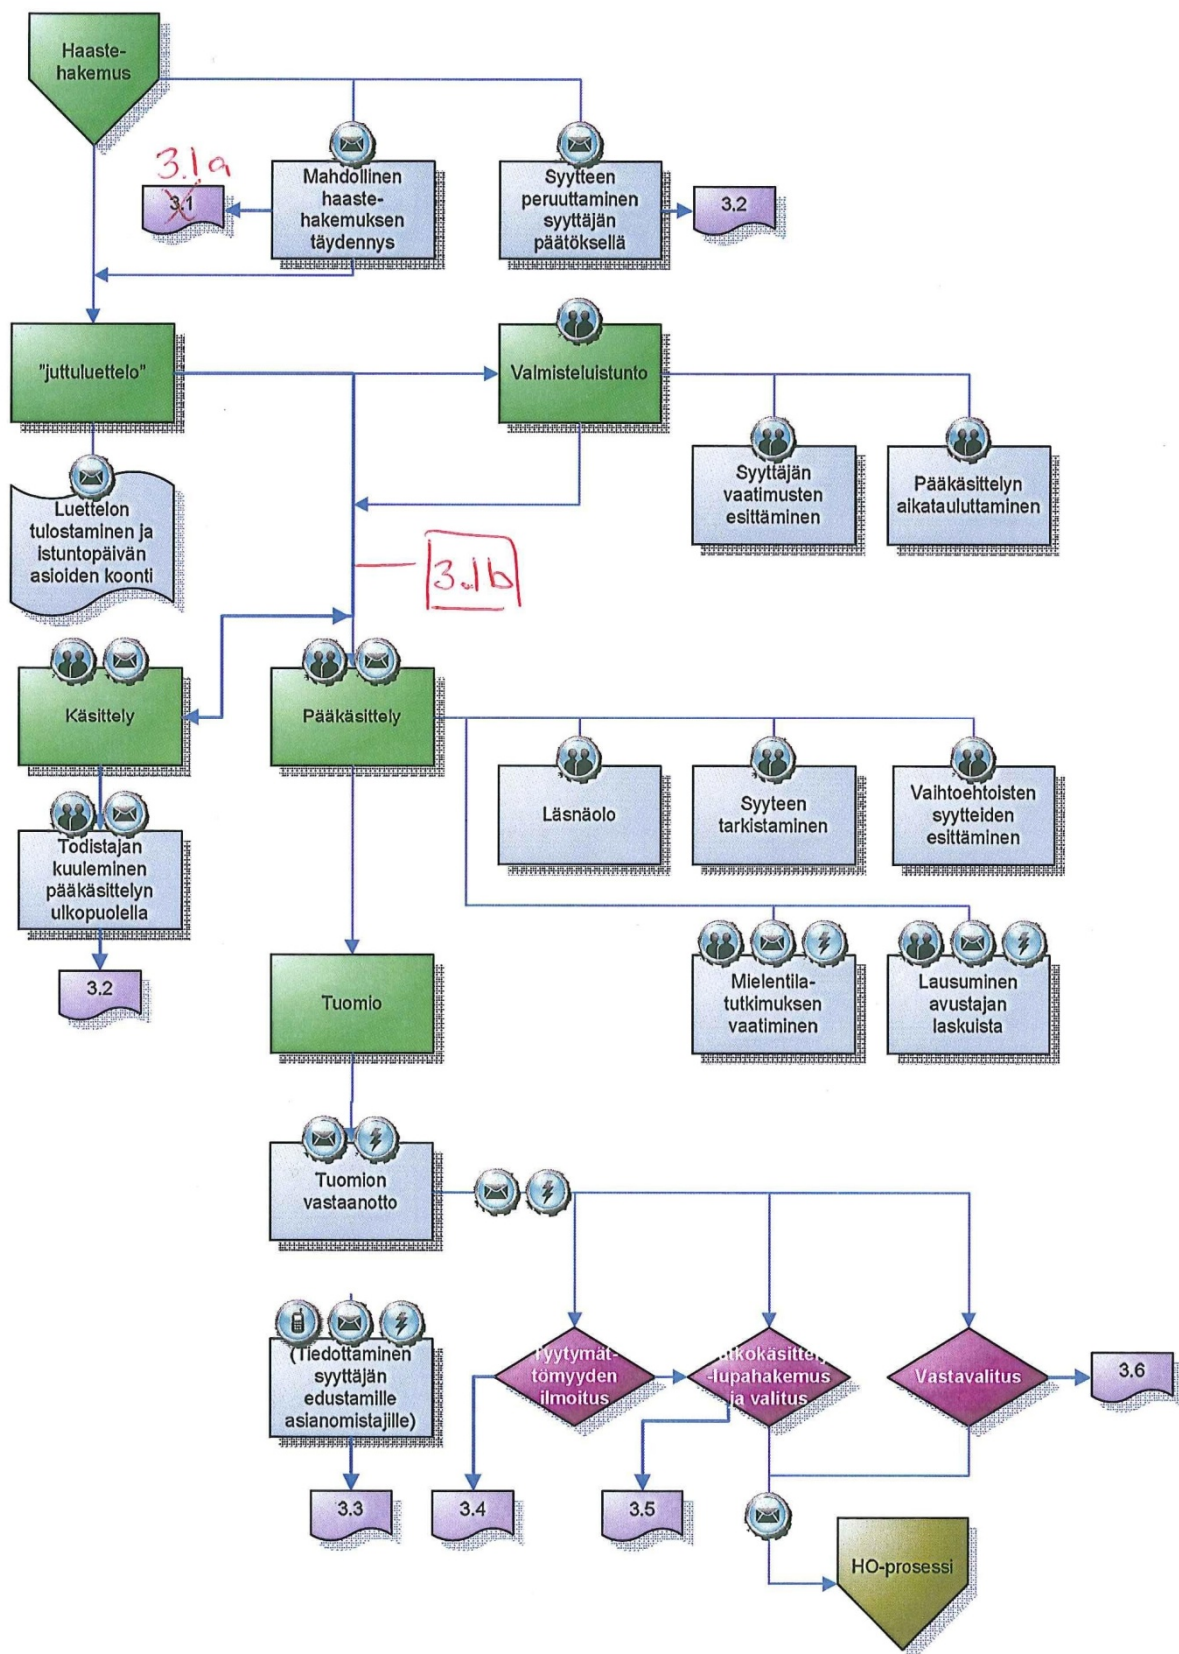 Haaste-
hakemus
3.1a
3.1
Mahdollinen
haaste-
hakemuksen
täydennys
Syytteen
peruuttaminen
syyttäjän
päätöksellä
3.2
"juttuluettelo"
Valmisteluistunto
Luettelon
tulostaminen ja
istuntopäivän
asioiden koonti
Syyttäjän
vaatimusten
esittäminen
Pääkäsittelyn
aikatauluttaminen
3.1b
Käsittely
Pääkäsittely
Läsnäolo
Syyteen
tarkistaminen
Vaihtoehtoisten
syytteiden
esittäminen
Todistajan
kuuleminen
pääkäsittelyn
ulkopuolella
3.2
Tuomio
Mielentila-
tutkimuksen
vaatiminen
Lausuminen
avustajan
laskuista
Tuomion
vastaanotto
(Tiedottaminen
syyttäjän
edustamille
asianomistajille)
Tyytymät-
tömyyden
ilmoitus
utkokäsittely
-lupahakemus
ja valitus
Vastavalitus
3.6
3.3
3.4
3.5
HO-prosessi